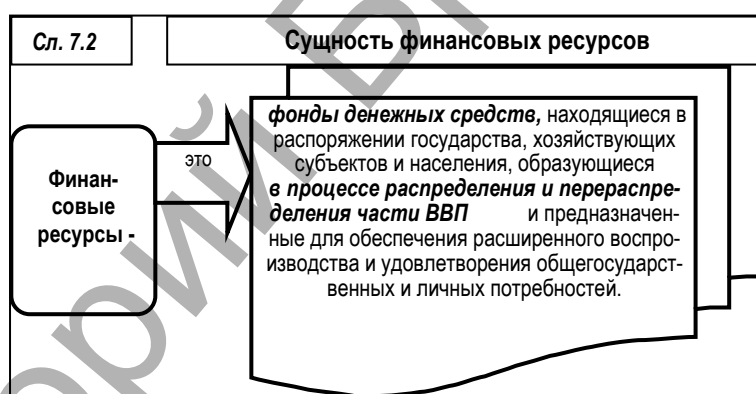 Сл. 7.2
Сущность финансовых ресурсов
Финан-
совые
ресурсы -
это
фонды денежных средств, находящиеся в
распоряжении государства, хозяйствующих
субъектов и населения, образующиеся
в процессе распределения и перераспре-
деления части ВВП и предназначен-
ные для обеспечения расширенного воспро-
изводства и удовлетворения общегосударст-
венных и личных потребностей.